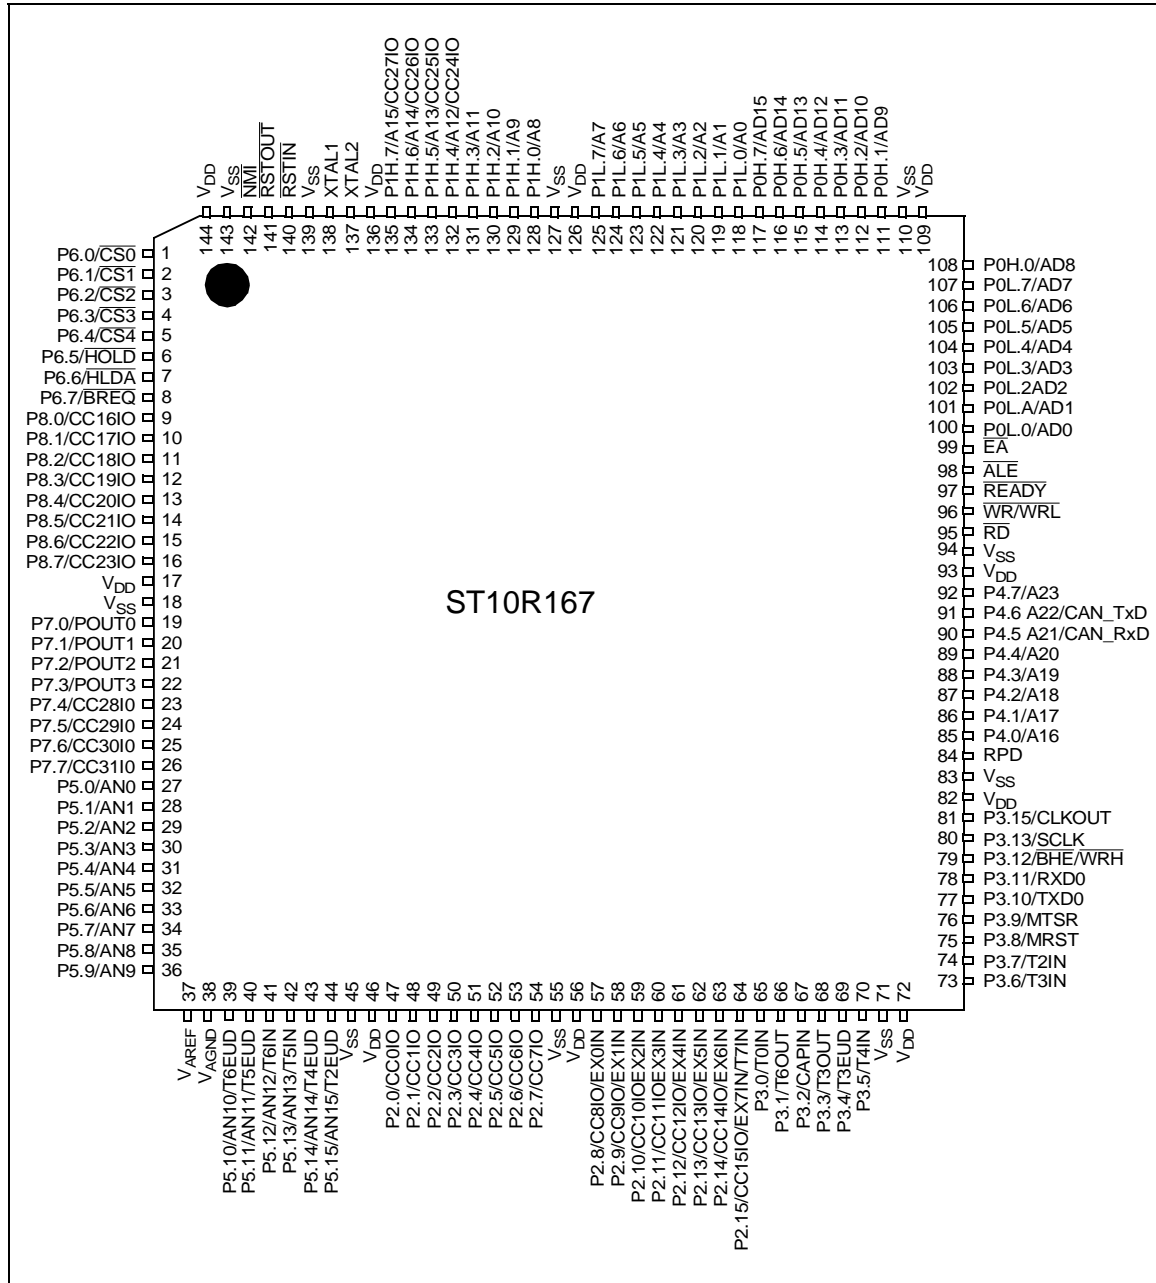 VDD
VSS
NMI
RSTOUT
RSTIN
VSS
XTAL1
XTAL2
VDD
P1H.7/A15/CC27IO
P1H.6/A14/CC26IO
P1H.5/A13/CC25IO
P1H.4/A12/CC24IO
P1H.3/A11
P1H.2/A10
P1H.1/A9
P1H.0/A8
VSS
VDD
P1L.7/A7
P1L.6/A6
P1L.5/A5
P1L.4/A4
P1L.3/A3
P1L.2/A2
P1L.1/A1
P1L.0/A0
P0H.7/AD15
P0H.6/AD14
P0H.5/AD13
P0H.4/AD12
P0H.3/AD11
P0H.2/AD10
P0H.1/AD9
VSS
VDD
144
143
142
141
140
139
138
137
136
135
134
133
132
131
130
129
128
127
126
125
124
123
122
121
120
119
118
117
116
115
114
113
112
111
110
109
P6.0/CS0 1
P6.1/CS1 2
P6.2/CS2 3
P6.3/CS3 4
P6.4/CS4 5
P6.5/HOLD 6
P6.6/HLDA 7
P6.7/BREQ 8
P8.0/CC16IO 9
P8.1/CC17IO 10
P8.2/CC18IO 11
P8.3/CC19IO 12
P8.4/CC20IO 13
P8.5/CC21IO 14
P8.6/CC22IO 15
P8.7/CC23IO 16
VDD 17
VSS 18
P7.0/POUT0 19
P7.1/POUT1 20
P7.2/POUT2 21
P7.3/POUT3 22
P7.4/CC28I0 23
P7.5/CC29I0 24
P7.6/CC30I0 25
P7.7/CC31I0 26
P5.0/AN0 27
P5.1/AN1 28
P5.2/AN2 29
P5.3/AN3 30
P5.4/AN4 31
P5.5/AN5 32
P5.6/AN6 33
P5.7/AN7 34
P5.8/AN8 35
P5.9/AN9 36
ST10R167
108 P0H.0/AD8
107 P0L.7/AD7
106 P0L.6/AD6
105 P0L.5/AD5
104 P0L.4/AD4
103 P0L.3/AD3
102 P0L.2AD2
101 P0L.A/AD1
100 P0L.0/AD0
99 EA
98 ALE
97 READY
96 WR/WRL
95 RD
94 VSS
93 VDD
92 P4.7/A23
91 P4.6 A22/CAN_TxD
90 P4.5 A21/CAN_RxD
89 P4.4/A20
88 P4.3/A19
87 P4.2/A18
86 P4.1/A17
85 P4.0/A16
84 RPD
83 VSS
82 VDD
81 P3.15/CLKOUT
80 P3.13/SCLK
79 P3.12/BHE/WRH
78 P3.11/RXD0
77 P3.10/TXD0
76 P3.9/MTSR
75 P3.8/MRST
74 P3.7/T2IN
73 P3.6/T3IN
37
38
39
40
41
42
43
44
45
46
47
48
49
50
51
52
53
54
55
56
57
58
59
60
61
62
63
64
65
66
67
68
69
70
71
72
VAREF
VAGND
P5.10/AN10/T6EUD
P5.11/AN11/T5EUD
P5.12/AN12/T6IN
P5.13/AN13/T5IN
P5.14/AN14/T4EUD
P5.15/AN15/T2EUD
VSS
VDD
P2.0/CC0IO
P2.1/CC1IO
P2.2/CC2IO
P2.3/CC3IO
P2.4/CC4IO
P2.5/CC5IO
P2.6/CC6IO
P2.7/CC7IO
VSS
VDD
P2.8/CC8IO/EX0IN
P2.9/CC9IO/EX1IN
P2.10/CC10IOEX2IN
P2.11/CC11IOEX3IN
P2.12/CC12IO/EX4IN
P2.13/CC13IO/EX5IN
P2.14/CC14IO/EX6IN
P2.15/CC15IO/EX7IN/T7IN
P3.0/T0IN
P3.1/T6OUT
P3.2/CAPIN
P3.3/T3OUT
P3.4/T3EUD
P3.5/T4IN
VSS
VDD